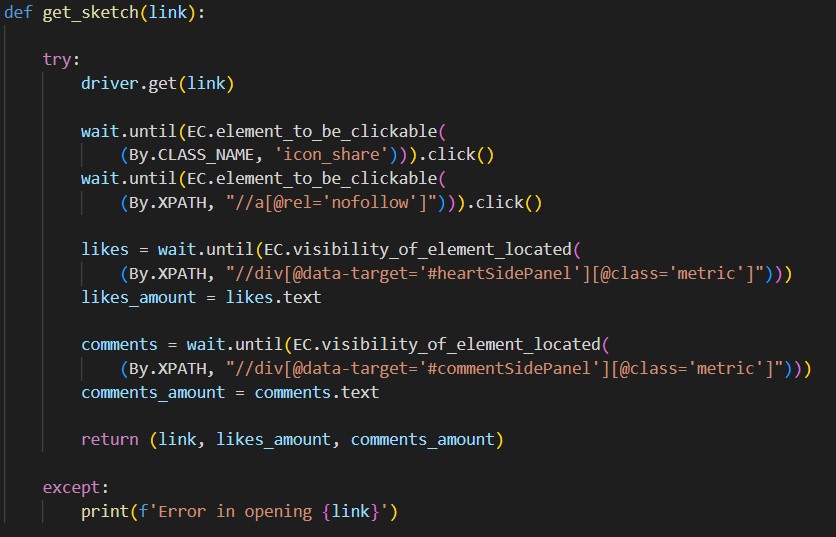 def get_sketch(link):
try:
driver.get(link)
wait.until(EC.element_to_be_clickable(
(By.CLASS_NAME, 'icon_share'))).click()
wait.until(EC.element_to_be_clickable(
(By.XPATH, "//a[@rel='nofollow']"))).click()
likes = wait.until(EC.visibility_of_element_located(
(By.XPATH, "//div[@data-target='#heartSidePanel'][@class='metric']")))
likes_amount = likes.text
comments = wait.until(EC.visibility_of_element_located(
(By.XPATH, "//div[@data-target='#commentSidePanel'][@class='metric']")))
comments_amount = comments.text
return (link, likes_amount, comments_amount)
except:
print(f'Error in opening {link}')